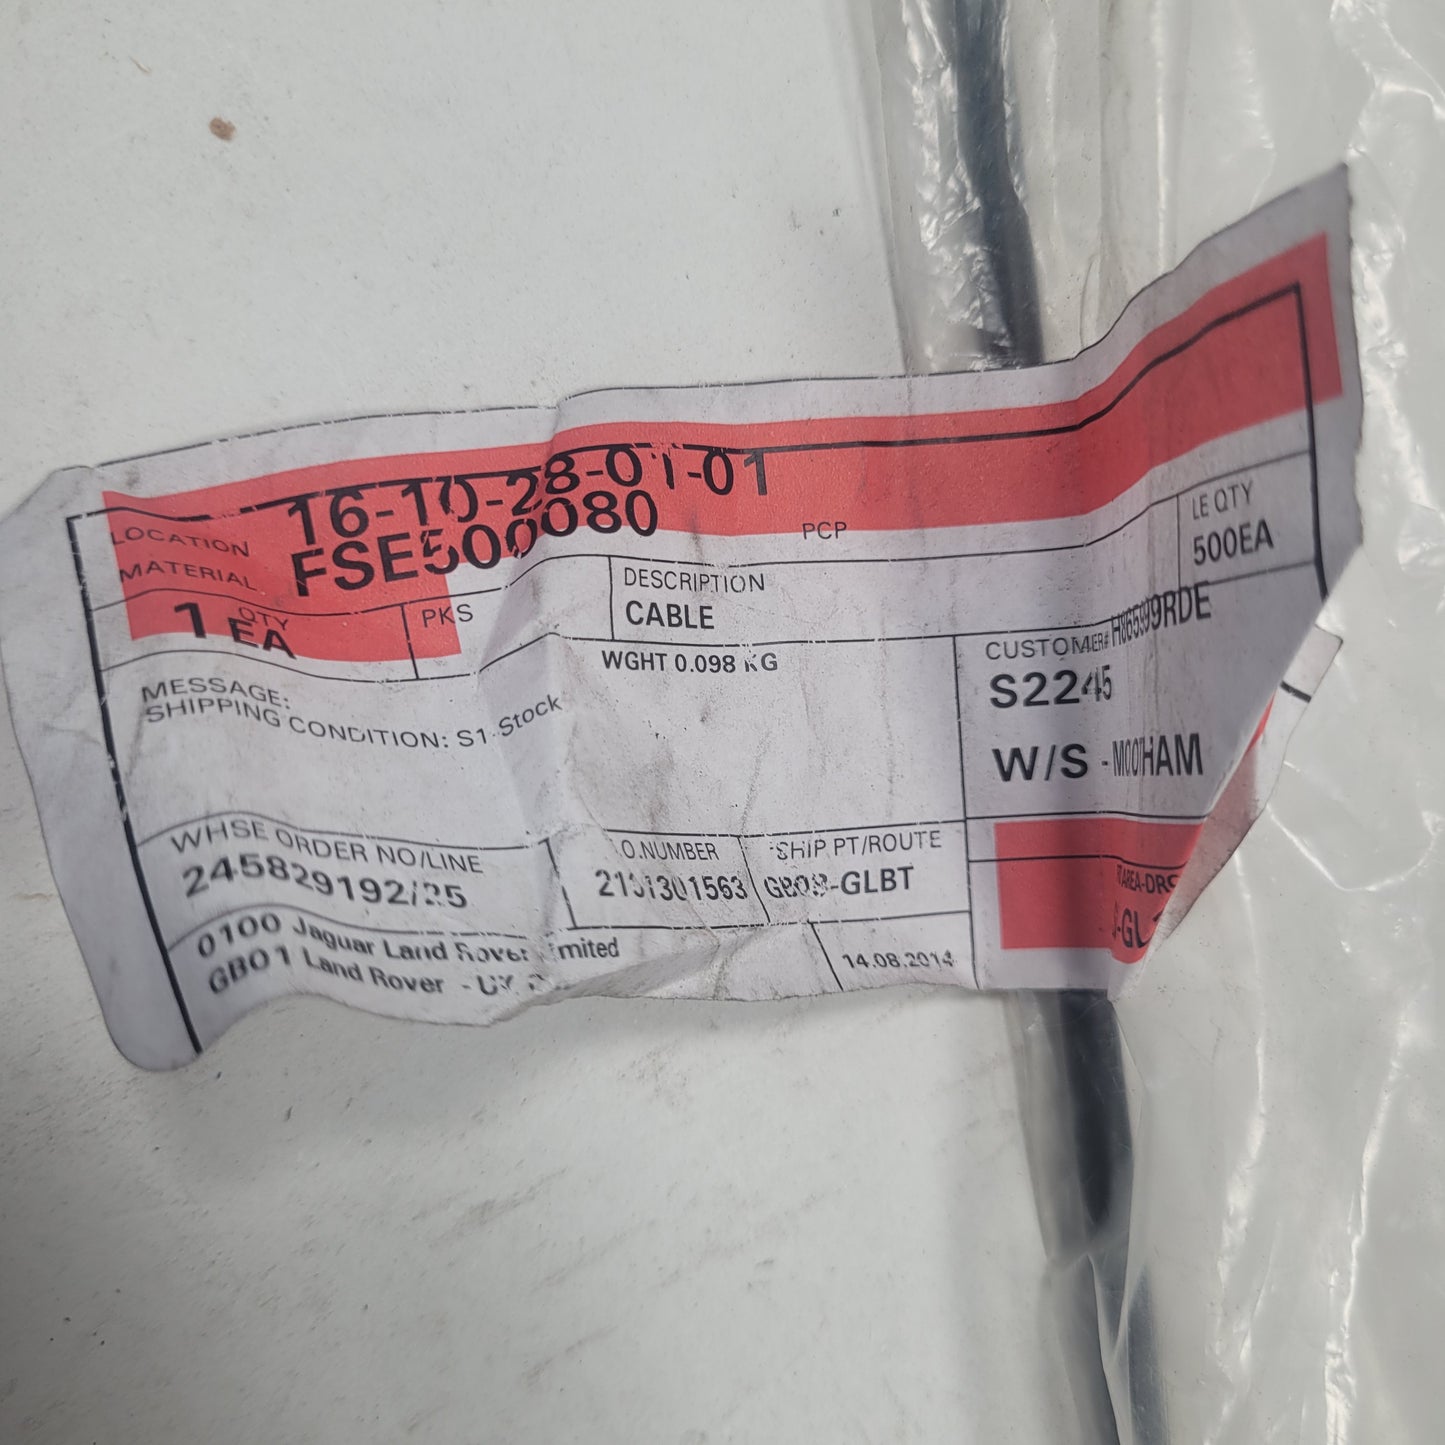 LOCATION 16-10-28-01-01
MATERIAL FSE500080 PCP LE QTY
500EA
QTY
1 EA PKS DESCRIPTION
CABLE
WGHT 0.098 KG CUSTOMER#
S2245
MESSAGE:
SHIPPING CONDITION: S1-Stock
W/S - MOOTHAM
WHSE ORDER NO/LINE O.NUMBER SHIP.PT/ROUTE
245829192/25 GB08-GLBT
0100 Jaguar Land Rover Limited
GB01 Land Rover - 14.08.2014